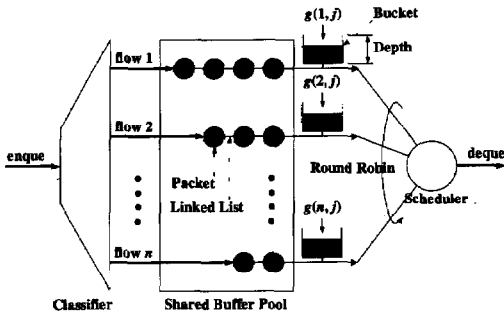 g(1, j)
Bucket
flow 1
Depth
g(2, j)
flow 2
enque
deque
Packet
Round Robin
Linked List
Scheduler
g(n, j)
flow n
Classifier
Shared Buffer Pool